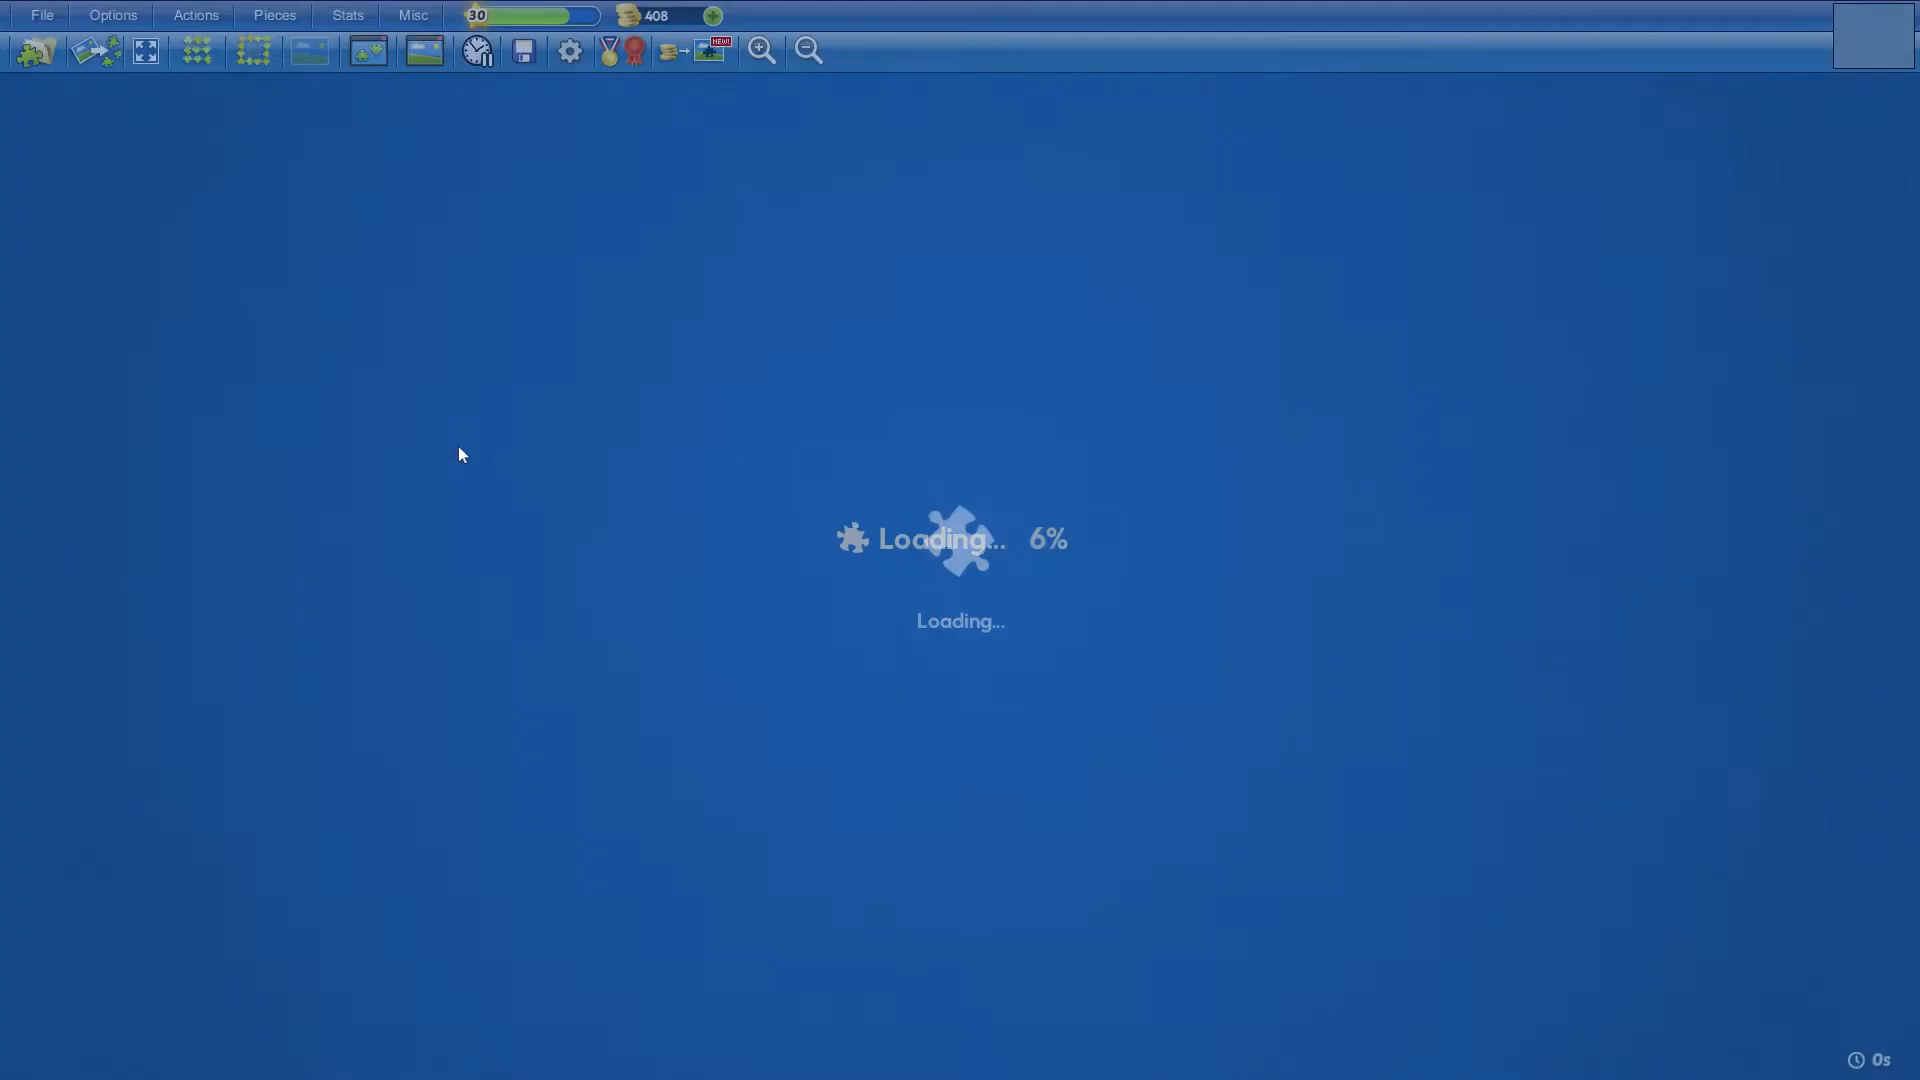 File Options Actions Pieces Stats Misc 30 408
NEW!
Loading... 6%
Loading...
0s